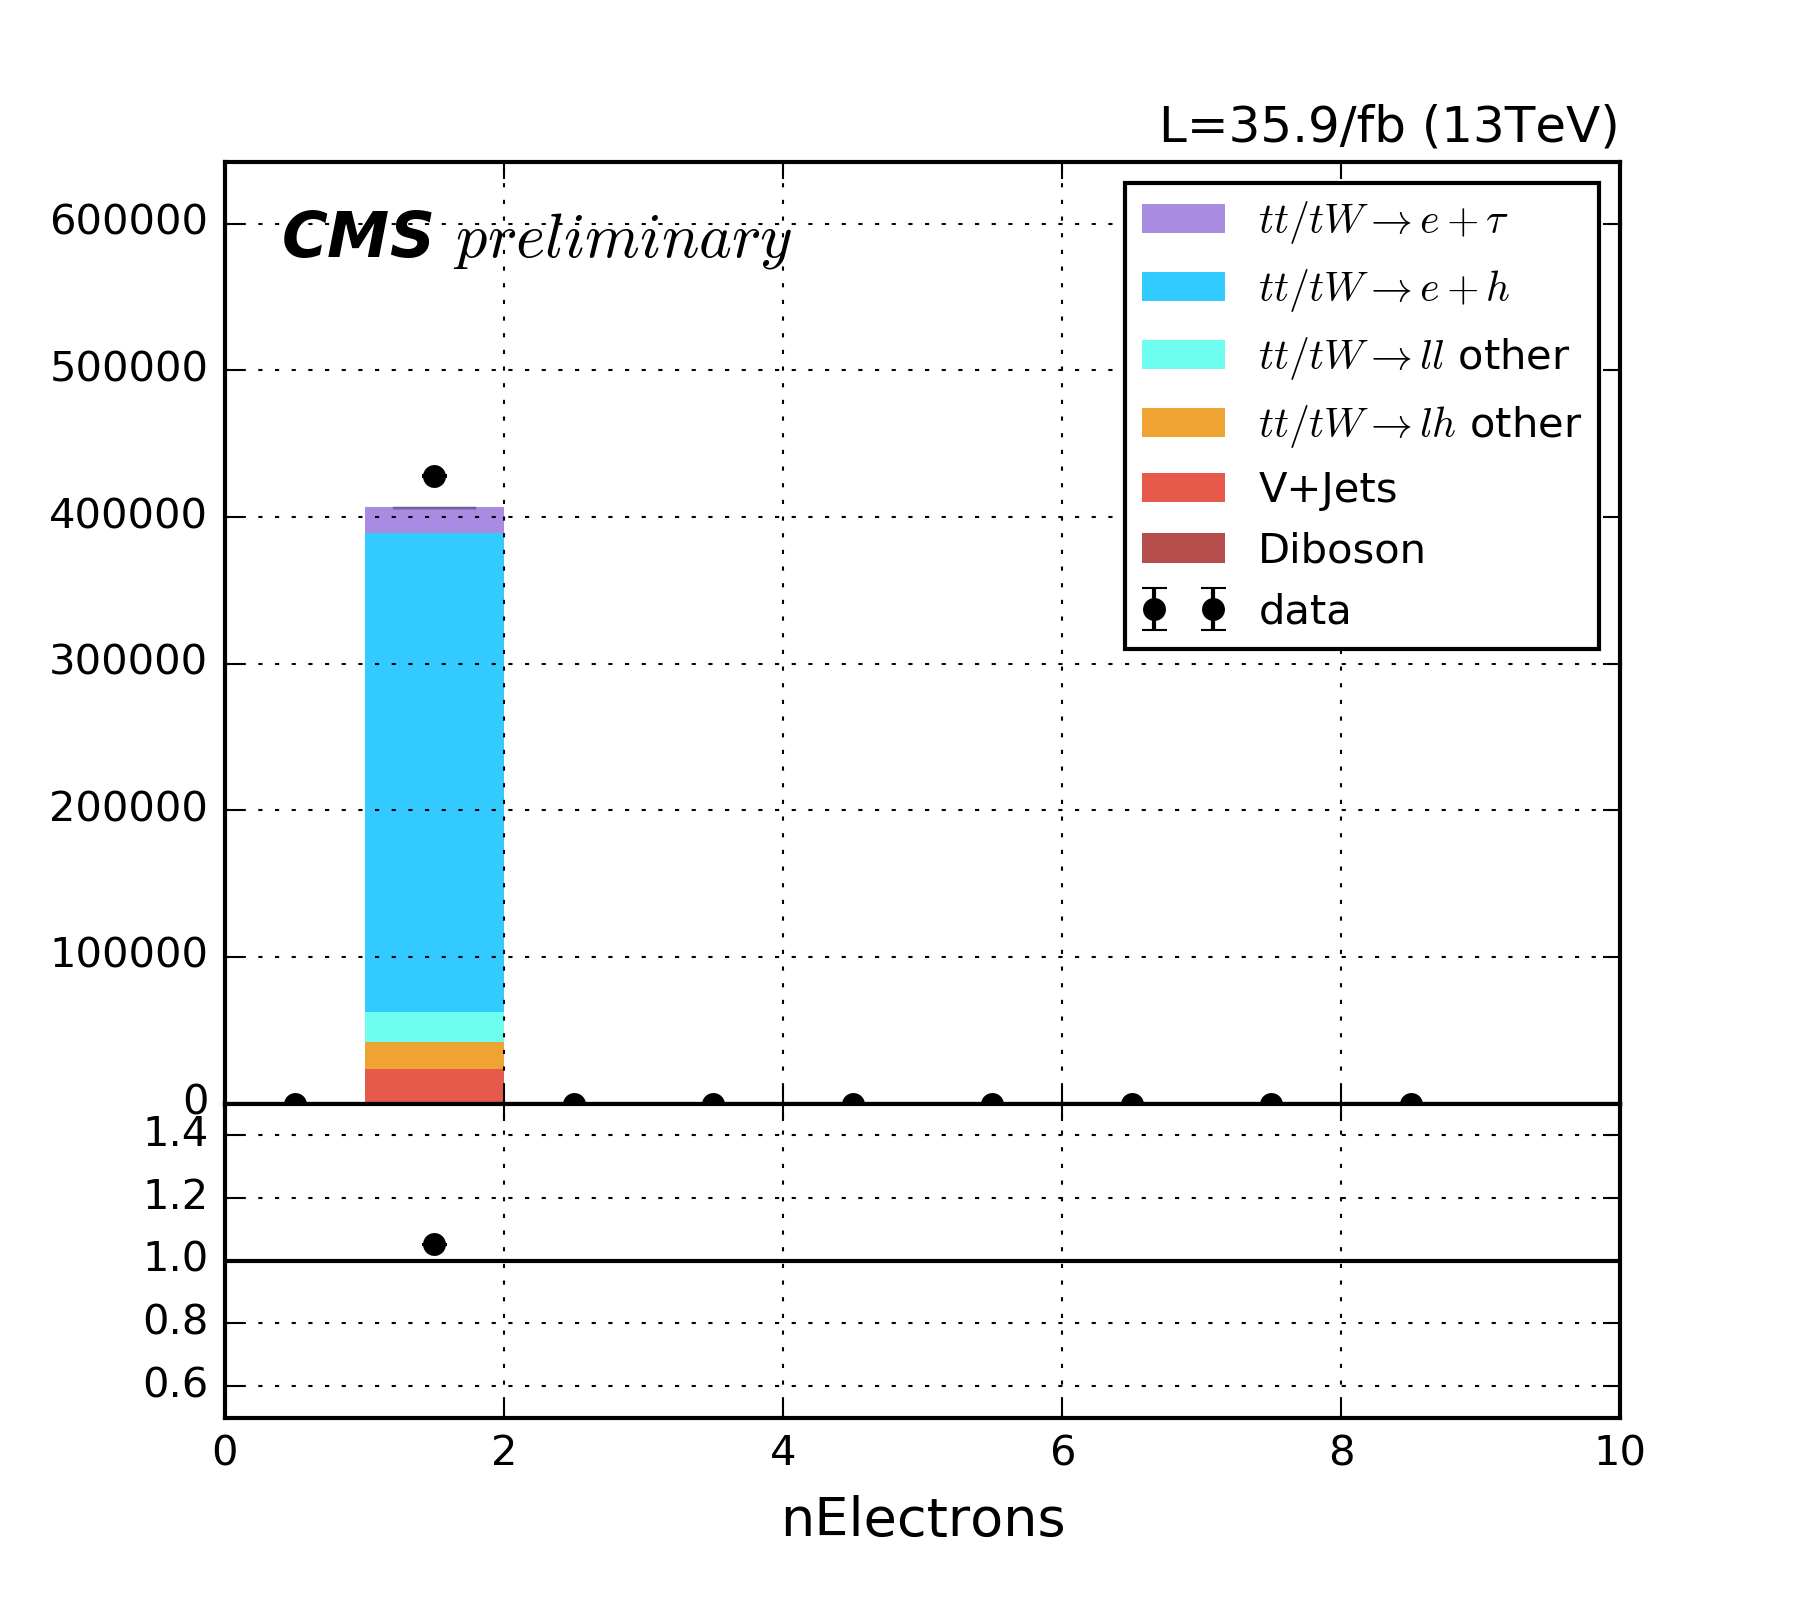 L=35.9/fb (13TeV)
CMS preliminary
tt/tW→e+τ
tt/tW→e+h
tt/tW→ll other
tt/tW→lh other
V+Jets
Diboson
data
600000
500000
400000
300000
200000
100000
0
1.4
1.2
1.0
0.8
0.6
0 2 4 6 8 10
nElectrons